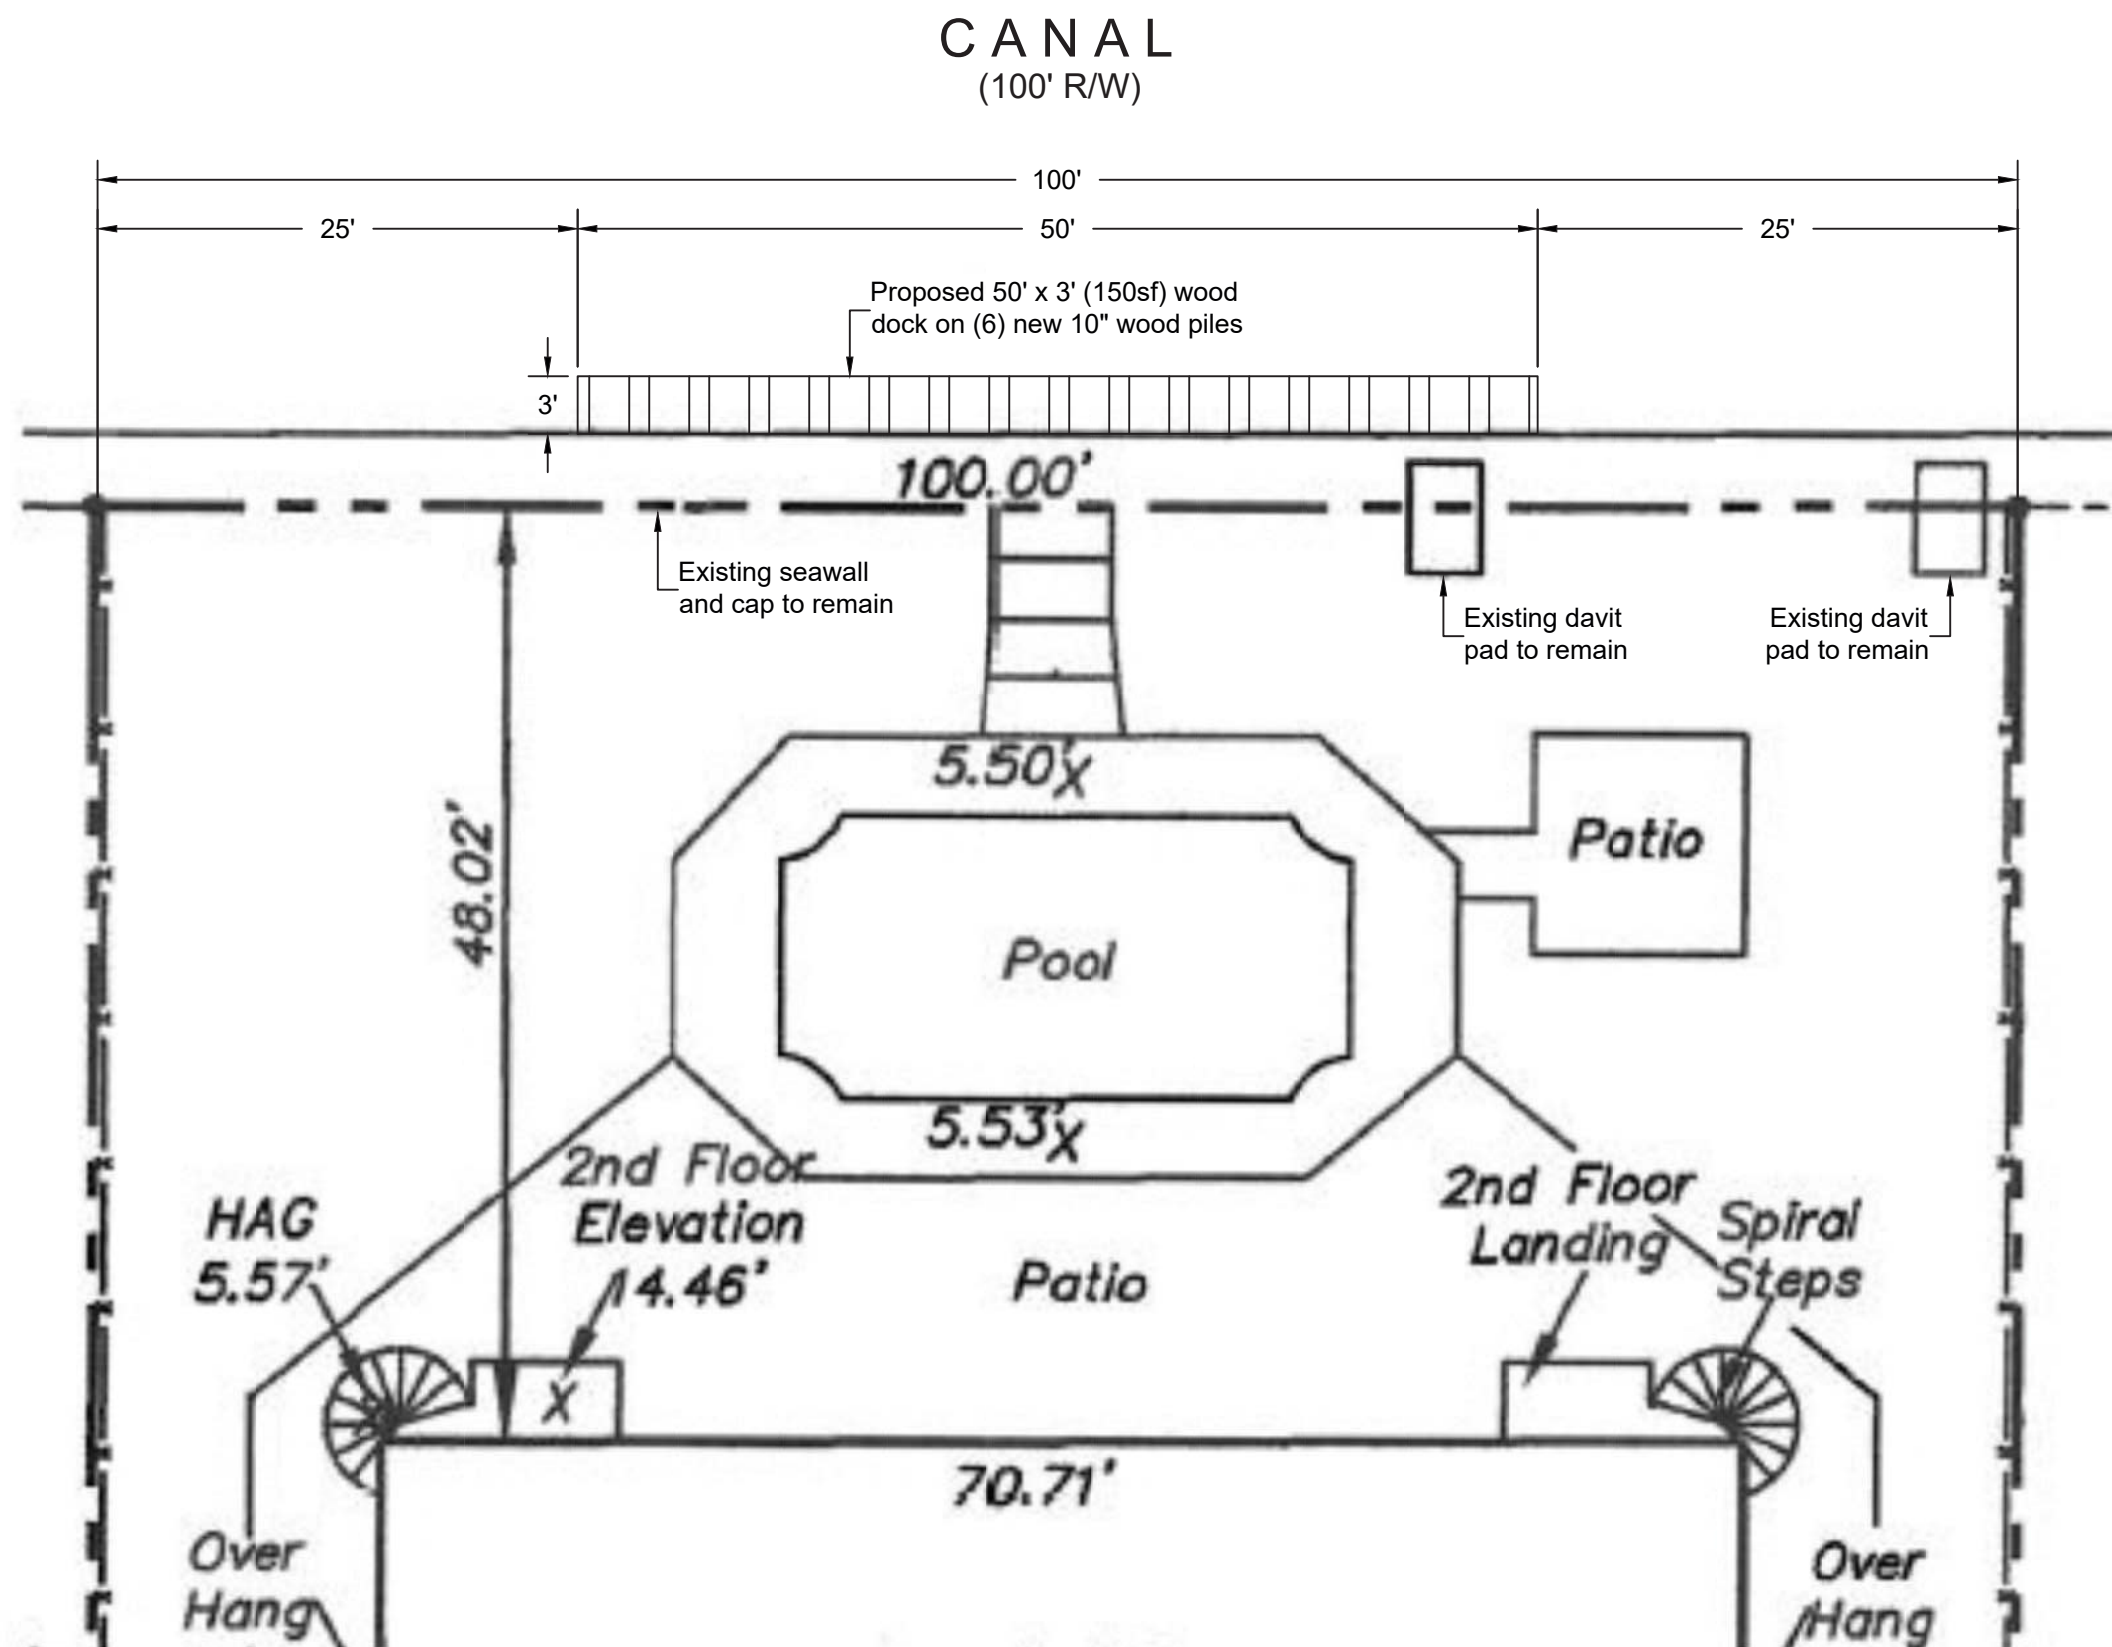 CANAL
(100' R/W)
100'
25'
50'
25'
Proposed 50' x 3' (150sf) wood
dock on (6) new 10" wood piles
3'
100.00'
Existing seawall
and cap to remain
Existing davit
pad to remain
Existing davit
pad to remain
5.50'X
Patio
48.02'
Pool
5.53'X
2nd Floor
Elevation
14.46'
X
HAG
5.57'
Patio
2nd Floor
Landing
Spiral
Steps
70.71'
Over
Hang
Over
Hang